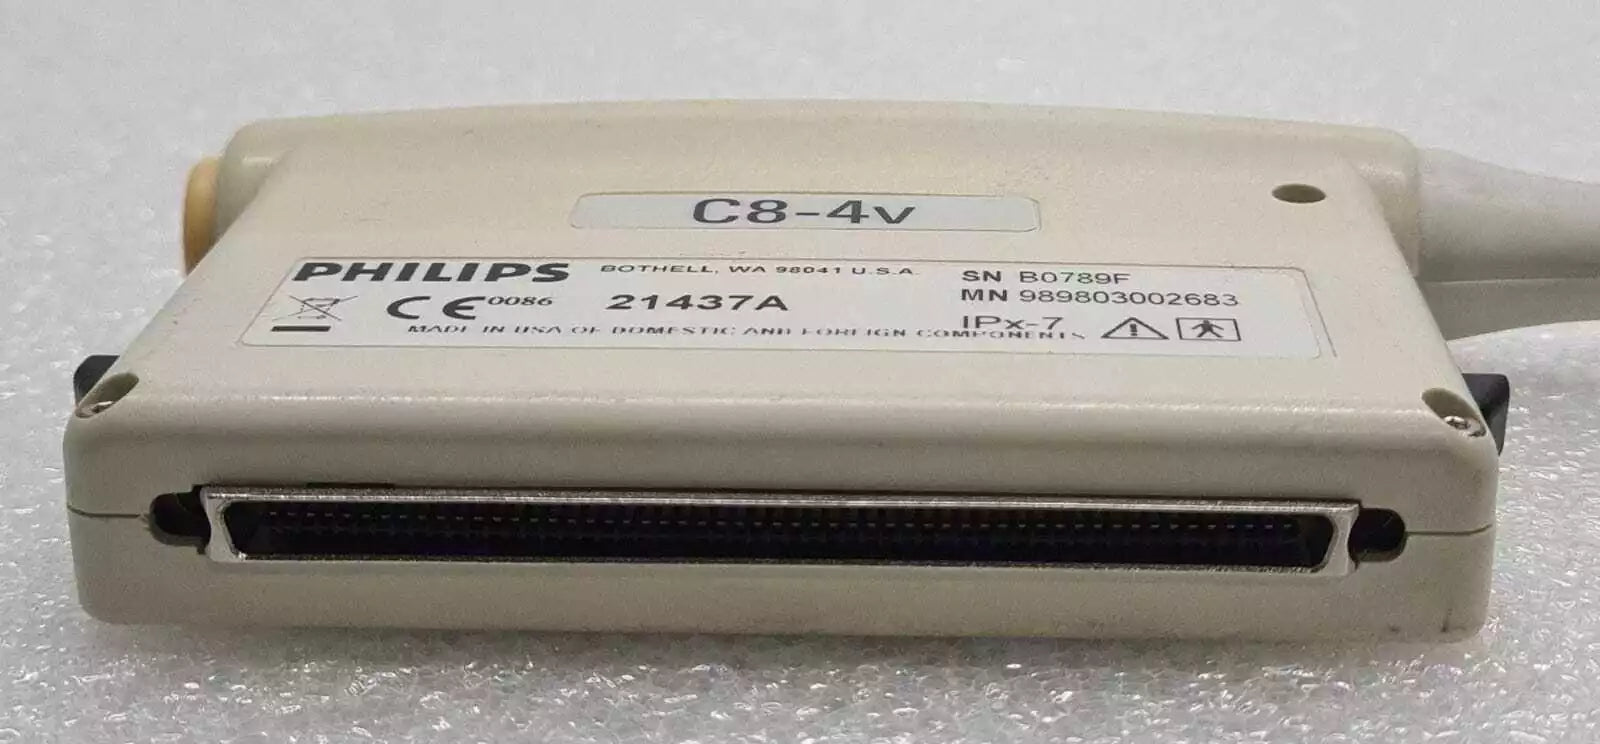 C8-4v
PHILIPS BOTHELL, WA 98041 U.S.A. SN B0789F
CE 0086 21437A MN 989803002683
IPx-7
MADE IN USA OF DOMESTIC AND FOREIGN COMPONENTS